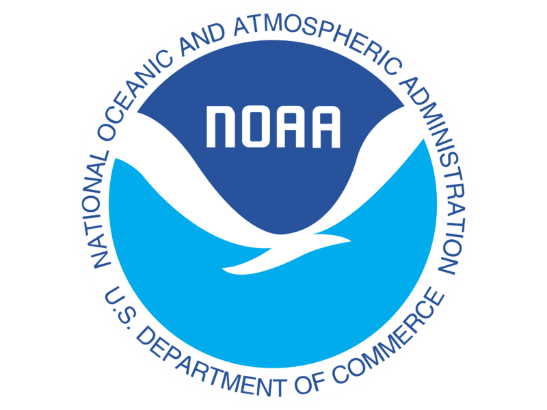 NATIONAL OCEANIC AND ATMOSPHERIC ADMINISTRATION
NOAA
U.S. DEPARTMENT OF COMMERCE